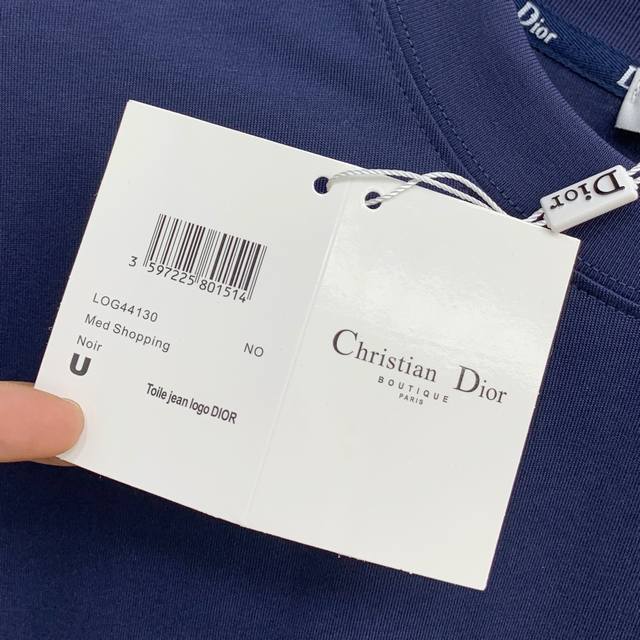 Dior
D
Dior
3 597225 801514
LOG44130
Med Shopping
NO
Noir
U
Toile jean logo DIOR
Christian Dior
BOUTIQUE
PARIS